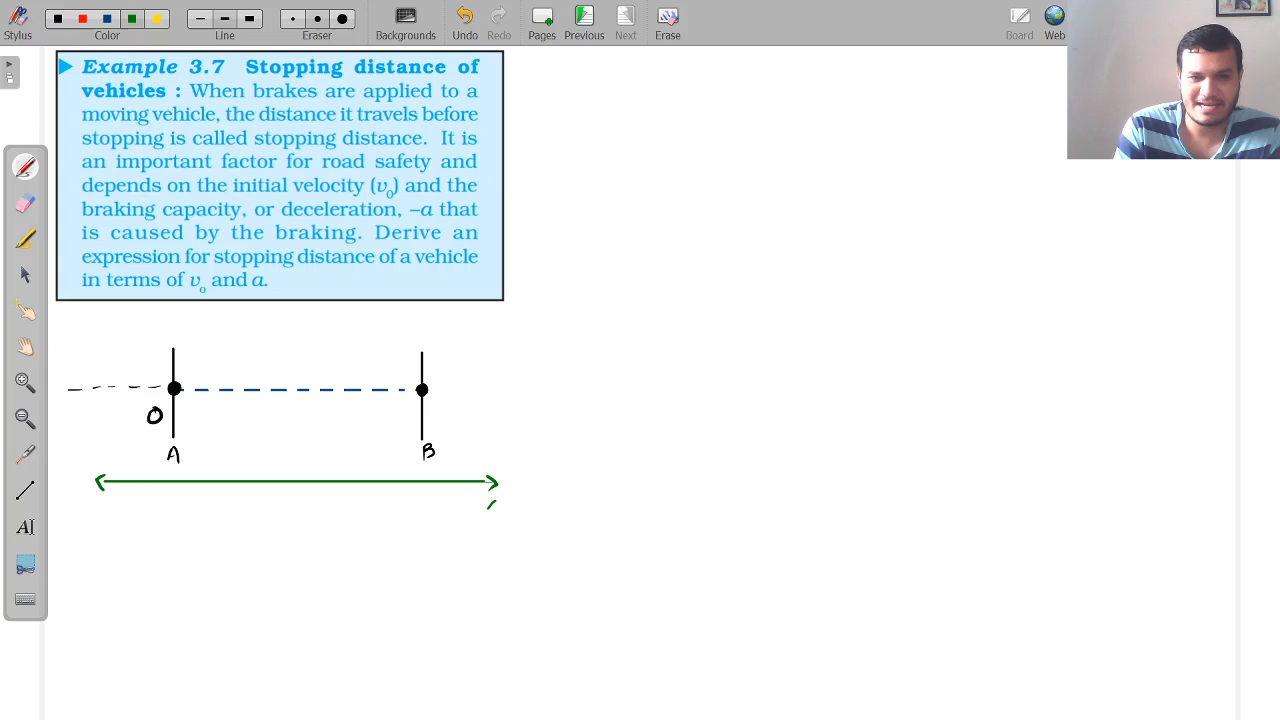 Stylus
Color
Line
Eraser
Backgrounds
Undo
Redo
Pages
Previous
Next
Erase
Board
Web
Example 3.7 Stopping distance of
vehicles : When brakes are applied to a
moving vehicle, the distance it travels before
stopping is called stopping distance. It is
an important factor for road safety and
depends on the initial velocity (v₀) and the
braking capacity, or deceleration, –a that
is caused by the braking. Derive an
expression for stopping distance of a vehicle
in terms of vₒ and a.
O
A
B
AI